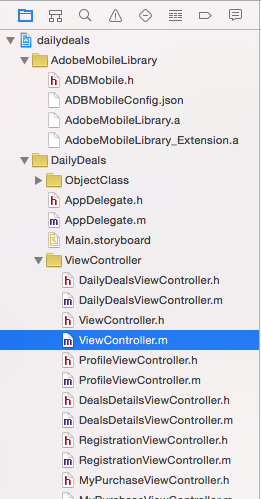 dailydeals
AdobeMobileLibrary
ADBMobile.h
ADBMobileConfig.json
AdobeMobileLibrary.a
AdobeMobileLibrary_Extension.a
DailyDeals
ObjectClass
AppDelegate.h
AppDelegate.m
Main.storyboard
ViewController
DailyDealsViewController.h
DailyDealsViewController.m
ViewController.h
ViewController.m
ProfileViewController.h
ProfileViewController.m
DealsDetailsViewController.h
DealsDetailsViewController.m
RegistrationViewController.h
RegistrationViewController.m
MyPurchaseViewController.h
MyPurchaseViewController.m